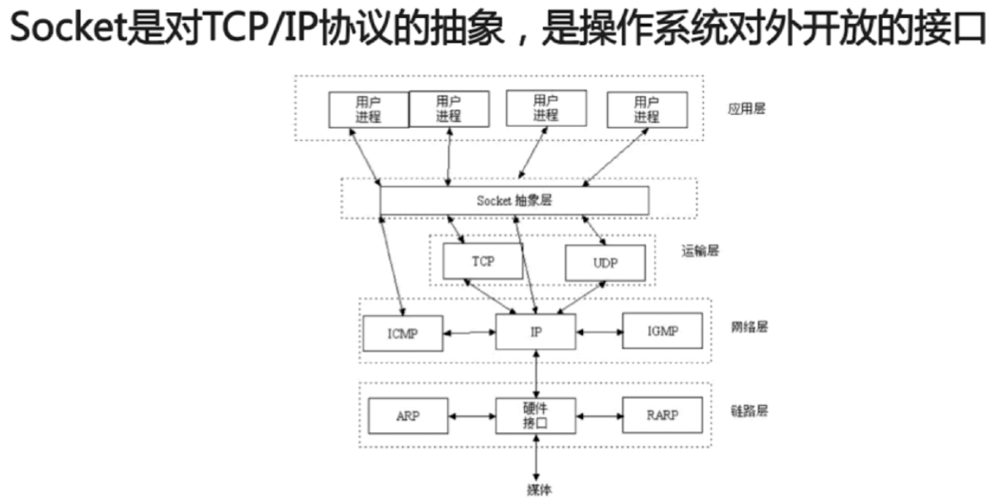 Socket是对TCP/IP协议的抽象，是操作系统对外开放的接口
用户
进程
用户
进程
用户
进程
用户
进程
应用层
Socket 抽象层
TCP
UDP
运输层
ICMP
IP
IGMP
网络层
ARP
硬件
接口
RARP
链路层
媒体